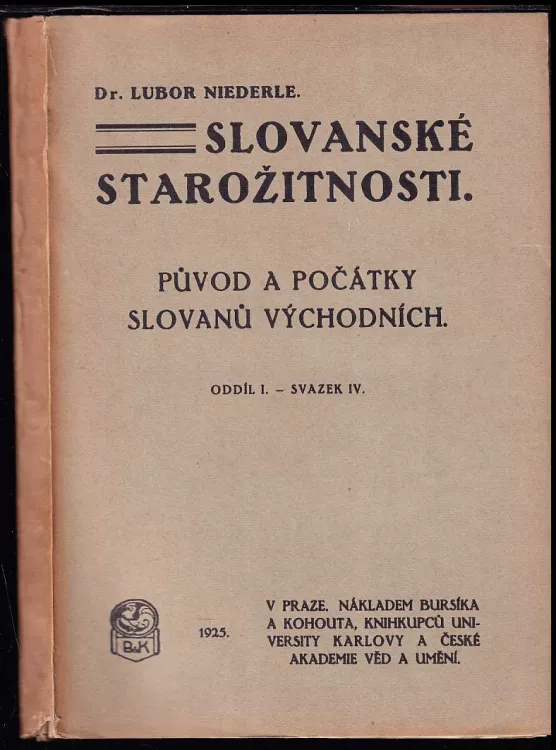 Dr. LUBOR NIEDERLE.
SLOVANSKÉ
STAROŽITNOSTI.
PŮVOD A POČÁTKY
SLOVANŮ VÝCHODNÍCH.
ODDÍL I. – SVAZEK IV.
B&K
1925.
V PRAZE. NÁKLADEM BURSÍKA
A KOHOUTA, KNIHKUPCŮ UNI-
VERSITY KARLOVY A ČESKÉ
AKADEMIE VĚD A UMĚNÍ.